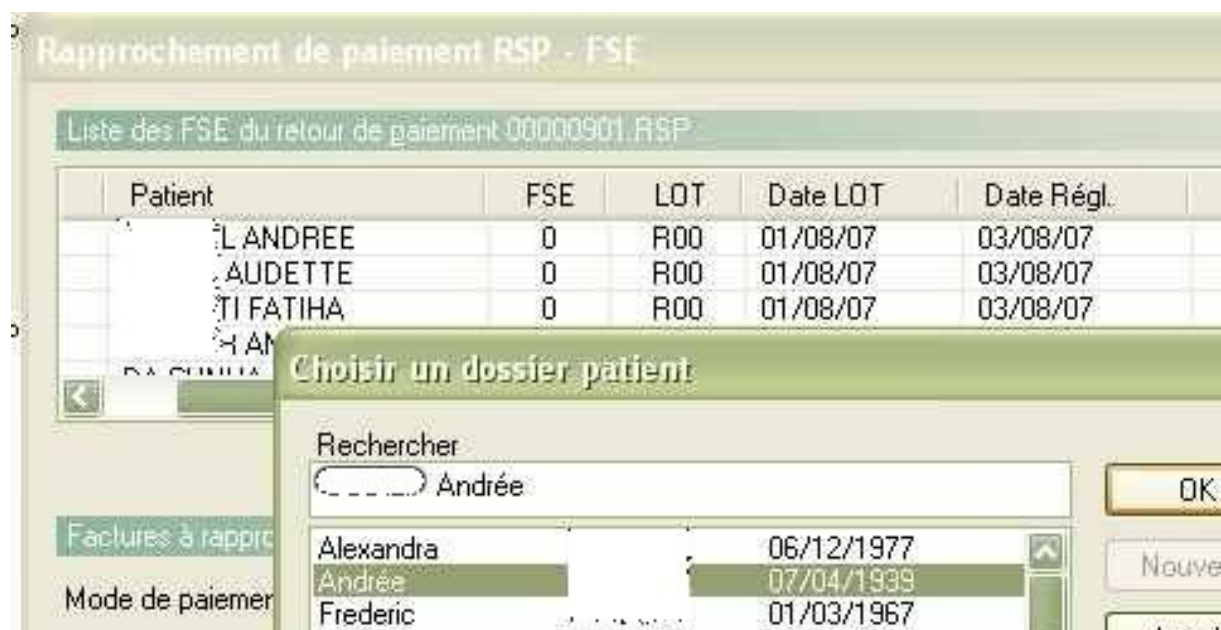 Rapprochement de paiement RSP - FSE
Liste des FSE du retour de paiement 00000901.RSP
Patient FSE LOT Date LOT Date Régl.
L ANDREE 0 R00 01/08/07 03/08/07
AUDETTE 0 R00 01/08/07 03/08/07
TI FATIHA 0 R00 01/08/07 03/08/07
H AN
Choisir un dossier patient
Rechercher
Andrée
OK
Factures à rappro
Alexandra 06/12/1977
Nouve
Andrée 07/04/1939
Mode de paiemen
Frederic 01/03/1967